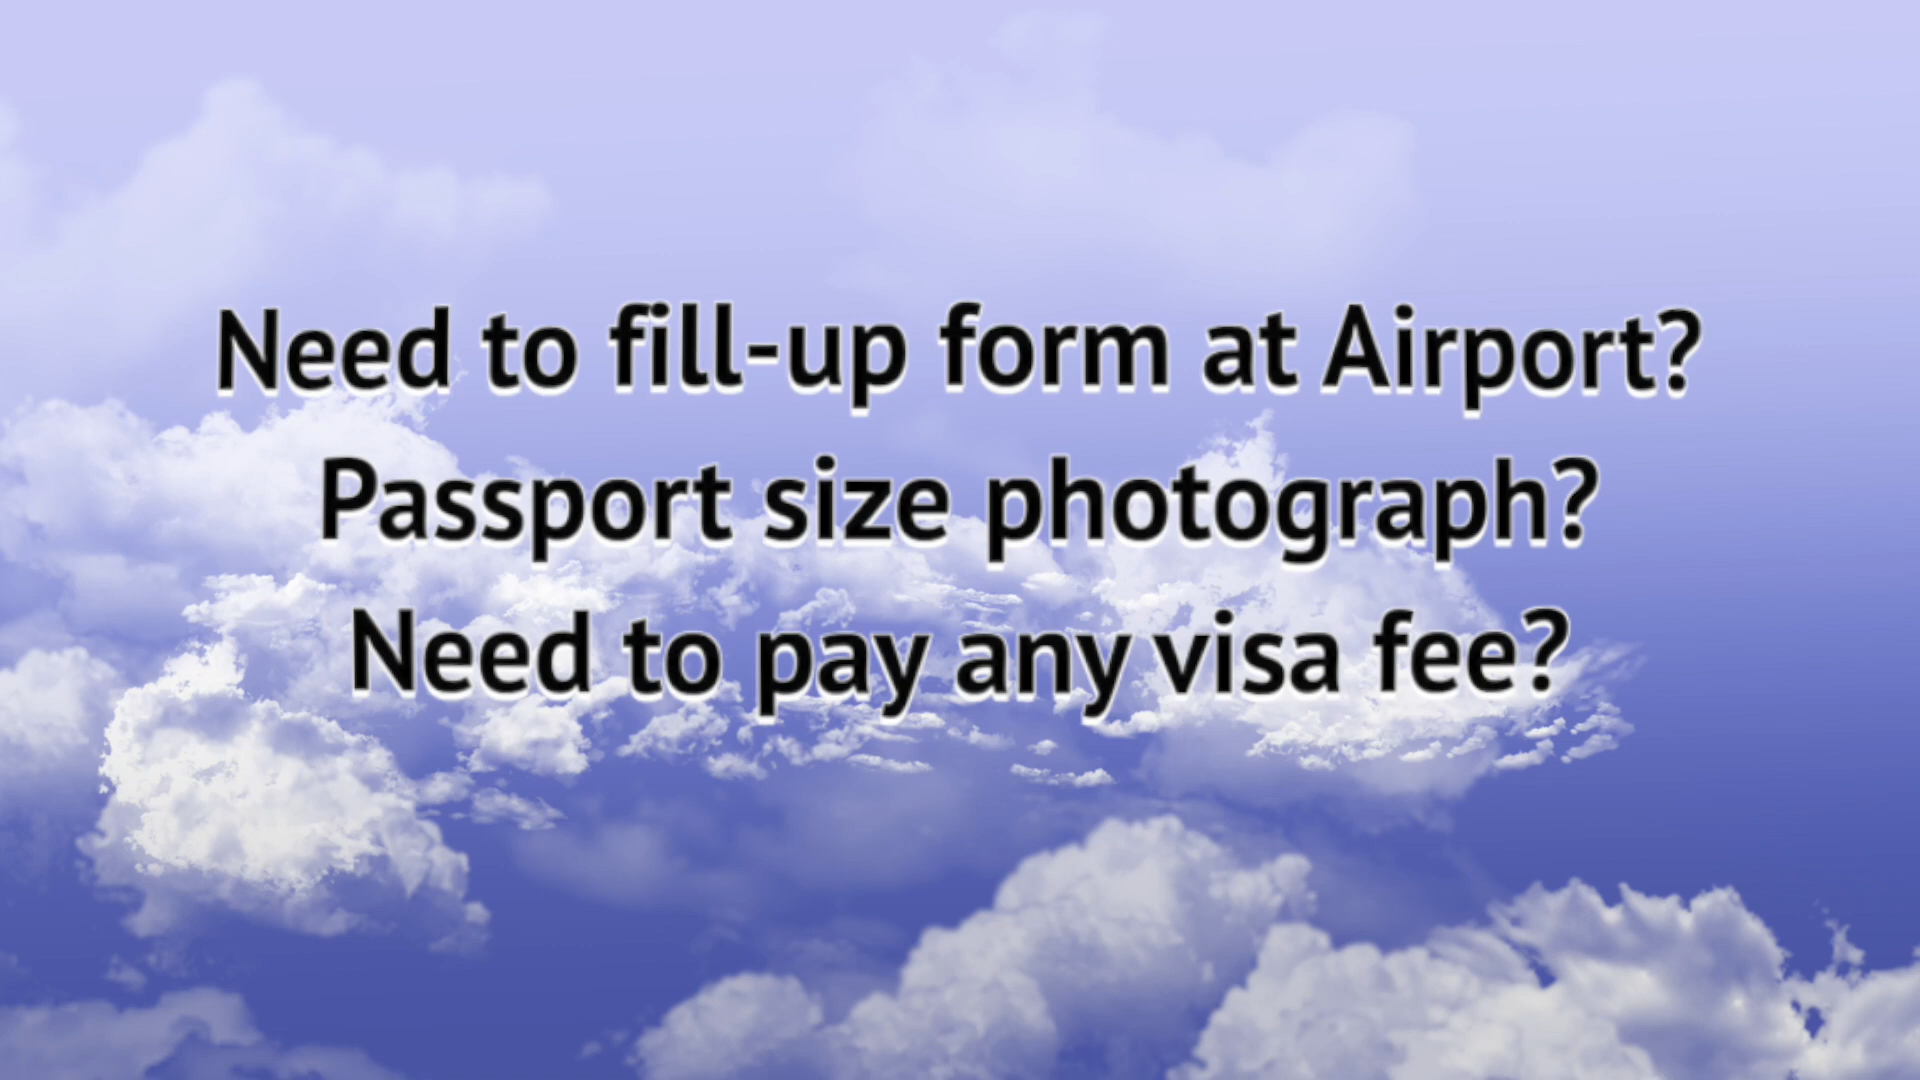 Need to fill-up form at Airport?
Passport size photograph?
Need to pay any visa fee?